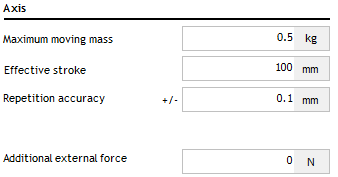 Axis
Maximum moving mass 0.5 kg
Effective stroke 100 mm
Repetition accuracy +/- 0.1 mm
Additional external force 0 N